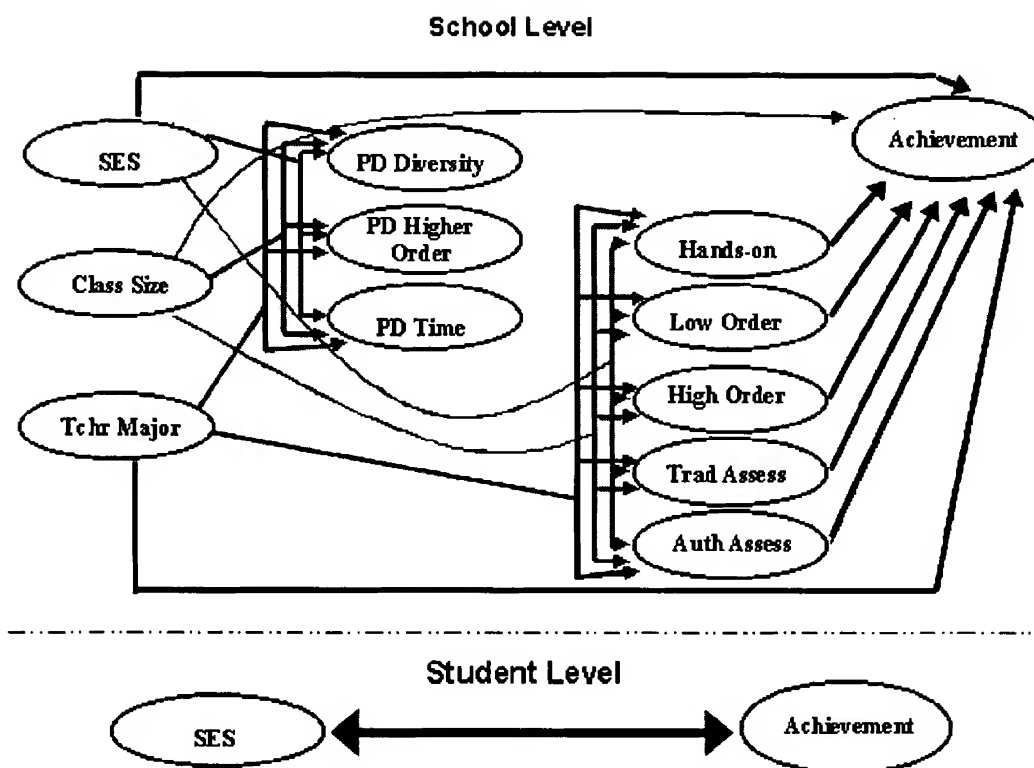 School Level
SES
Class Size
Tchr Major
PD Diversity
PD Higher
Order
PD Time
Hands-on
Low Order
High Order
Trad Assess
Auth Assess
Achievement
Student Level
SES
Achievement